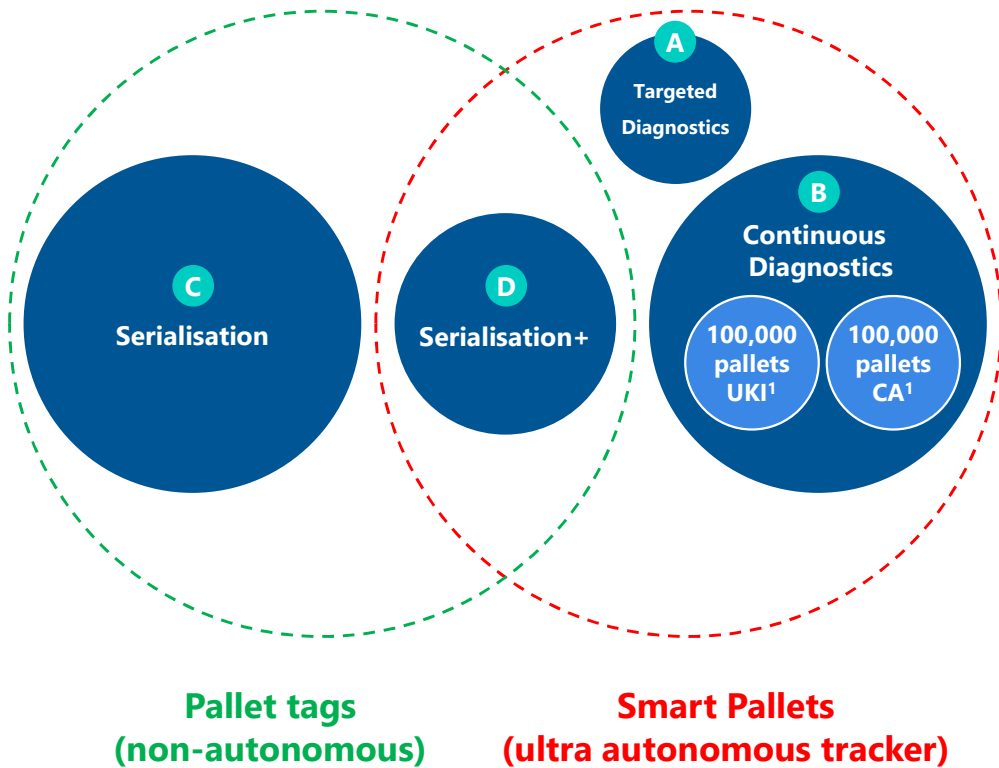 A
Targeted
Diagnostics
B
Continuous
Diagnostics
100,000
pallets
UKI¹
100,000
pallets
CA¹
C
Serialisation
D
Serialisation+
Pallet tags
(non-autonomous)
Smart Pallets
(ultra autonomous tracker)